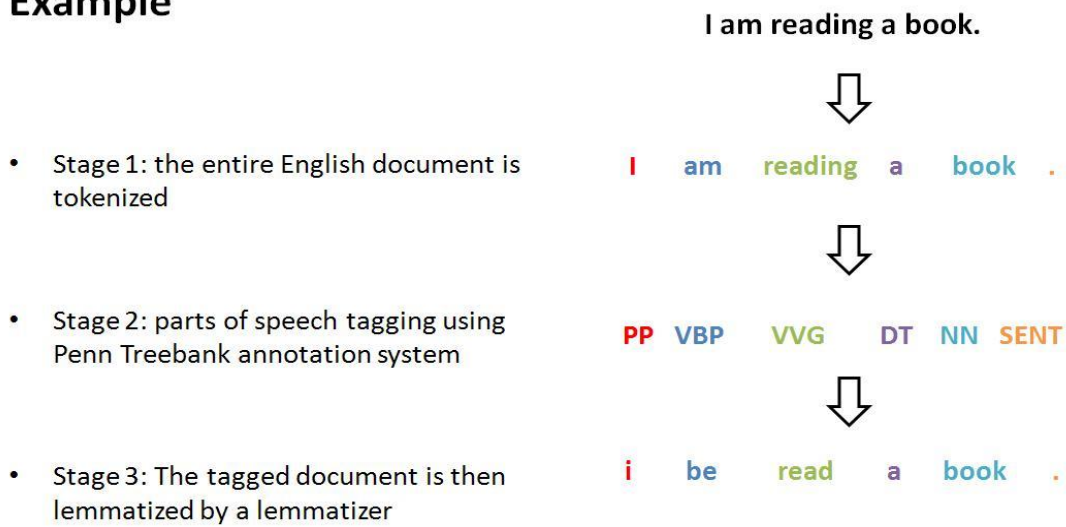 Example
I am reading a book.
• Stage 1: the entire English document is
tokenized
I am reading a book .
• Stage 2: parts of speech tagging using
Penn Treebank annotation system
PP VBP VVG DT NN SENT
• Stage 3: The tagged document is then
lemmatized by a lemmatizer
i be read a book .